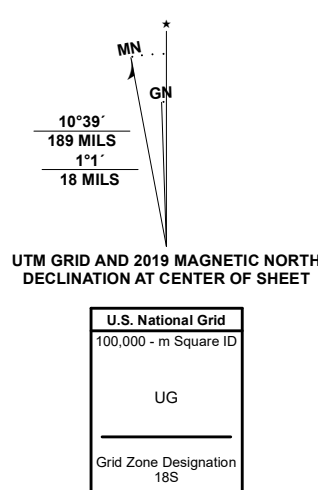 ★
MN
GN
10°39´
189 MILS
1°1´
18 MILS
UTM GRID AND 2019 MAGNETIC NORTH
DECLINATION AT CENTER OF SHEET
U.S. National Grid
100,000 - m Square ID
UG
Grid Zone Designation
18S